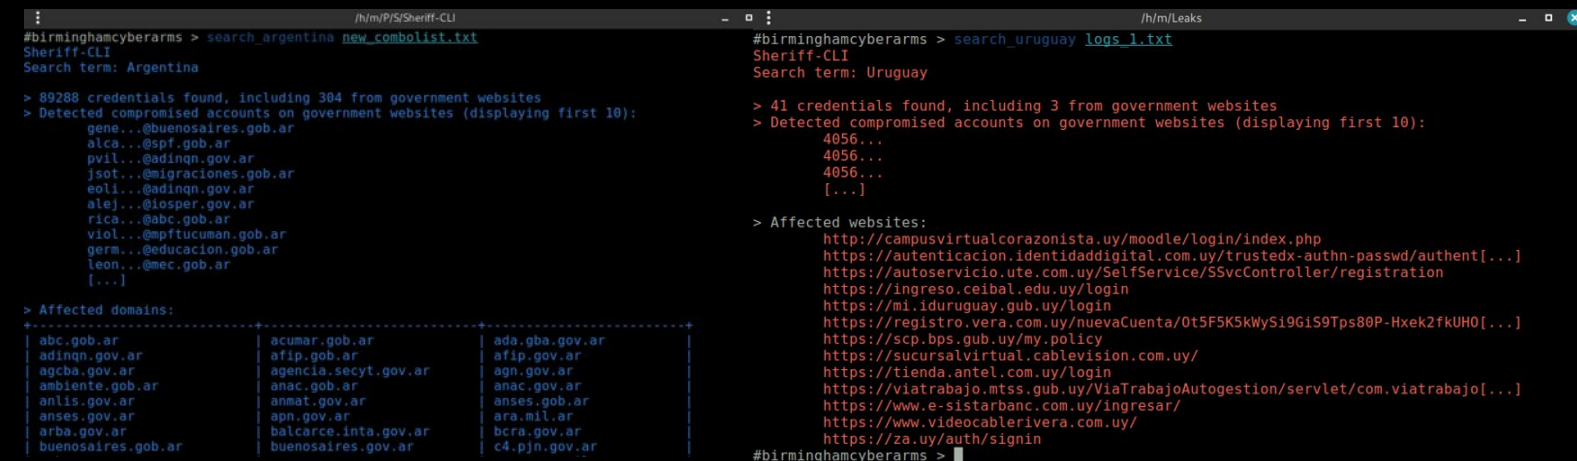 /h/m/P/S/Sheriff-CLI
#birminghamcyberarms > search_argentina new_combolist.txt
Sheriff-CLI
Search term: Argentina
> 89288 credentials found, including 304 from government websites
> Detected compromised accounts on government websites (displaying first 10):
gene...@buenosaires.gob.ar
alca...@spf.gob.ar
pvil...@adinqn.gov.ar
jsot...@migraciones.gob.ar
eoli...@adinqn.gov.ar
alej...@iosper.gov.ar
rica...@abc.gob.ar
viol...@mpftucuman.gob.ar
germ...@educacion.gob.ar
leon...@mec.gob.ar
[...]
> Affected domains:
| abc.gob.ar | acumar.gob.ar | ada.gba.gov.ar |
| adinqn.gov.ar | afip.gob.ar | afip.gov.ar |
| agcba.gov.ar | agencia.secyt.gov.ar | agn.gov.ar |
| ambiente.gob.ar | anac.gob.ar | anac.gov.ar |
| anlis.gov.ar | anmat.gov.ar | anses.gob.ar |
| anses.gov.ar | apn.gov.ar | ara.mil.ar |
| arba.gov.ar | balcarce.inta.gov.ar | bcra.gov.ar |
| buenosaires.gob.ar | buenosaires.gov.ar | c4.pjn.gov.ar |
/h/m/Leaks
#birminghamcyberarms > search_uruguay logs_1.txt
Sheriff-CLI
Search term: Uruguay
> 41 credentials found, including 3 from government websites
> Detected compromised accounts on government websites (displaying first 10):
4056...
4056...
4056...
[...]
> Affected websites:
http://campusvirtualcorazonista.uy/moodle/login/index.php
https://autenticacion.identidaddigital.com.uy/trustedx-authn-passwd/authent[...]
https://autoservicio.ute.com.uy/SelfService/SSvcController/registration
https://ingreso.ceibal.edu.uy/login
https://mi.iduruguay.gub.uy/login
https://registro.vera.com.uy/nuevaCuenta/Ot5F5K5kWySi9GiS9Tps80P-Hxek2fkUHO[...]
https://scp.bps.gub.uy/my.policy
https://sucursalvirtual.cablevision.com.uy/
https://tienda.antel.com.uy/login
https://viatrabajo.mtss.gub.uy/ViaTrabajoAutogestion/servlet/com.viatrabajo[...]
https://www.e-sistarbanc.com.uy/ingresar/
https://www.videocablerivera.com.uy/
https://za.uy/auth/signin
#birminghamcyberarms >